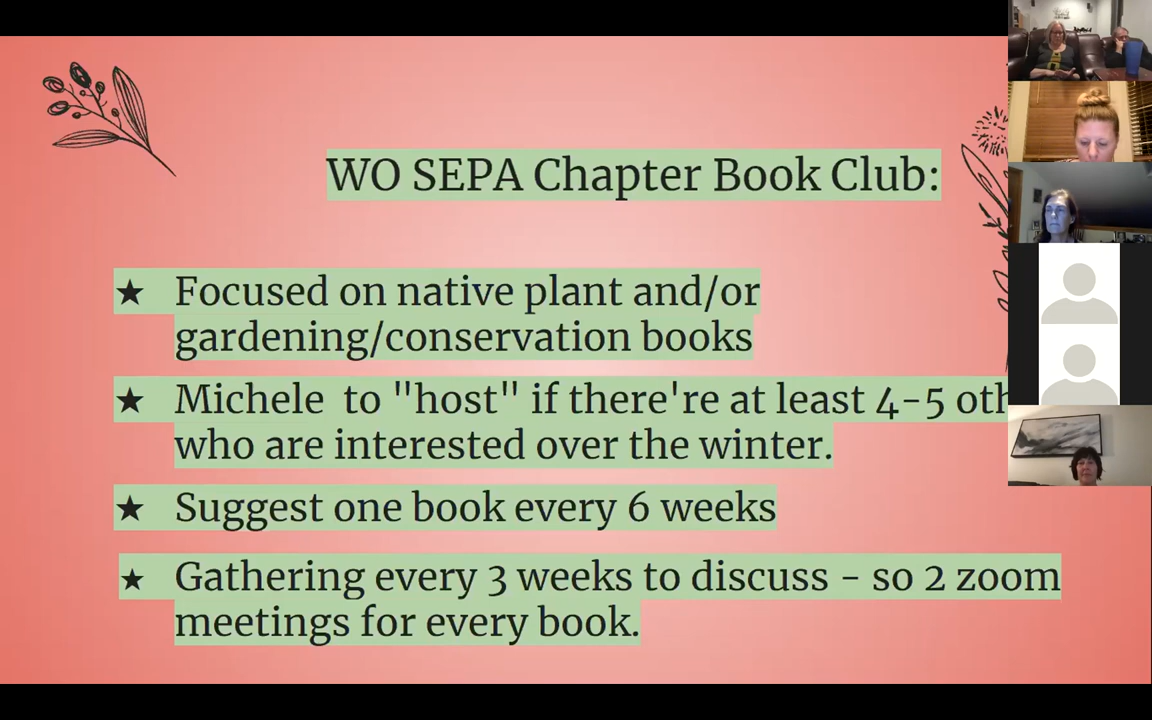 WO SEPA Chapter Book Club:
★ Focused on native plant and/or
gardening/conservation books
★ Michele to "host" if there're at least 4-5
who are interested over the winter.
★ Suggest one book every 6 weeks
★ Gathering every 3 weeks to discuss - so 2 zoom
meetings for every book.